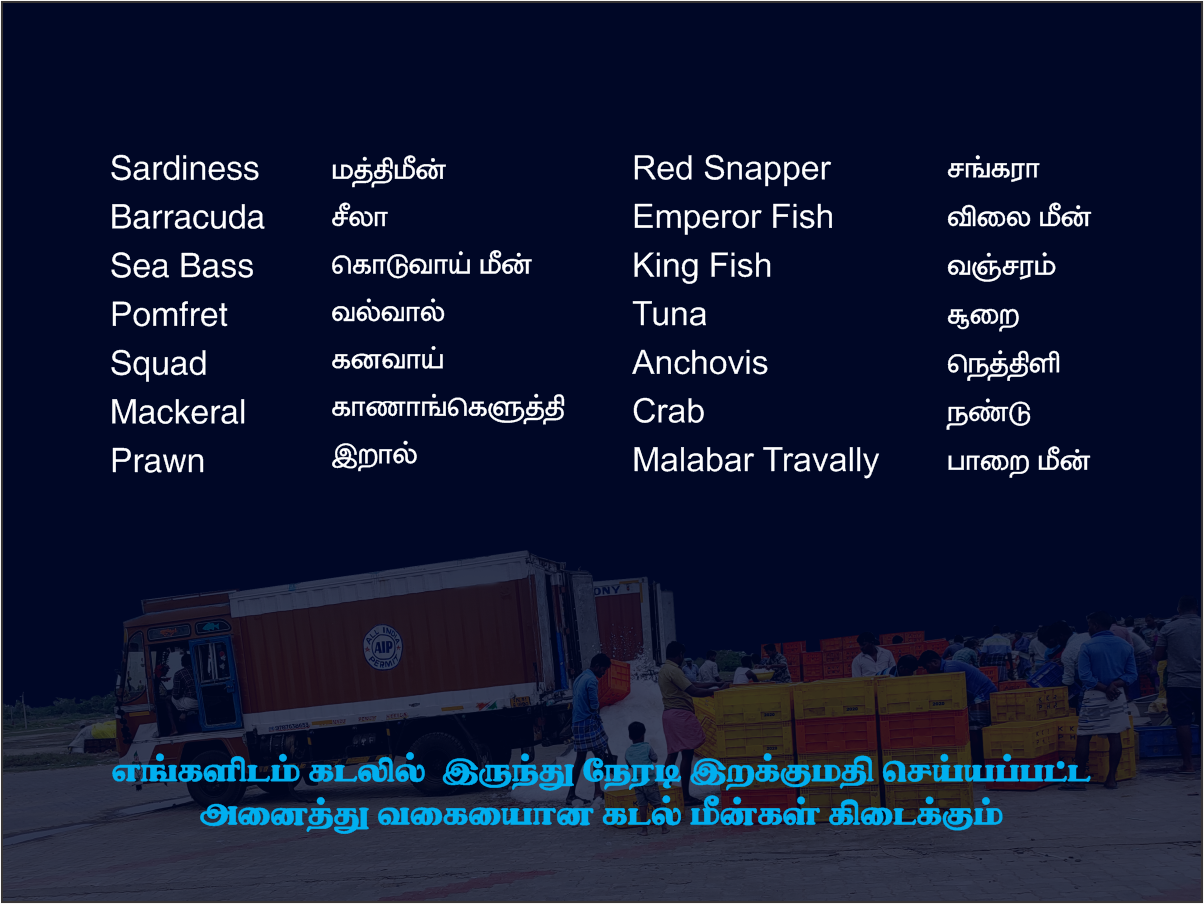 Sardiness மத்திமீன்
Barracuda சீலா
Sea Bass கொடுவாய் மீன்
Pomfret வல்வால்
Squad கனவாய்
Mackeral காணாங்கெளுத்தி
Prawn இறால்
Red Snapper சங்கரா
Emperor Fish விலை மீன்
King Fish வஞ்சரம்
Tuna சூறை
Anchovis நெத்திளி
Crab நண்டு
Malabar Travally பாறை மீன்
ONY
ALL INDIA
AIP
PERMIT
எங்களிடம் கடலில் இருந்து நேரடி இறக்குமதி செய்யப்பட்ட
அனைத்து வகையான கடல் மீன்கள் கிடைக்கும்